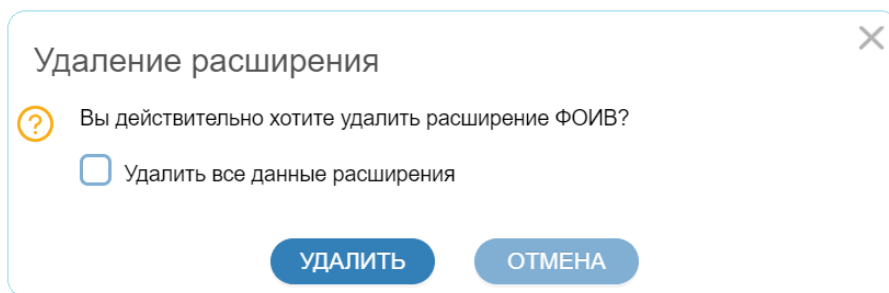 Удаление расширения
Вы действительно хотите удалить расширение ФОИВ?
Удалить все данные расширения
УДАЛИТЬ ОТМЕНА